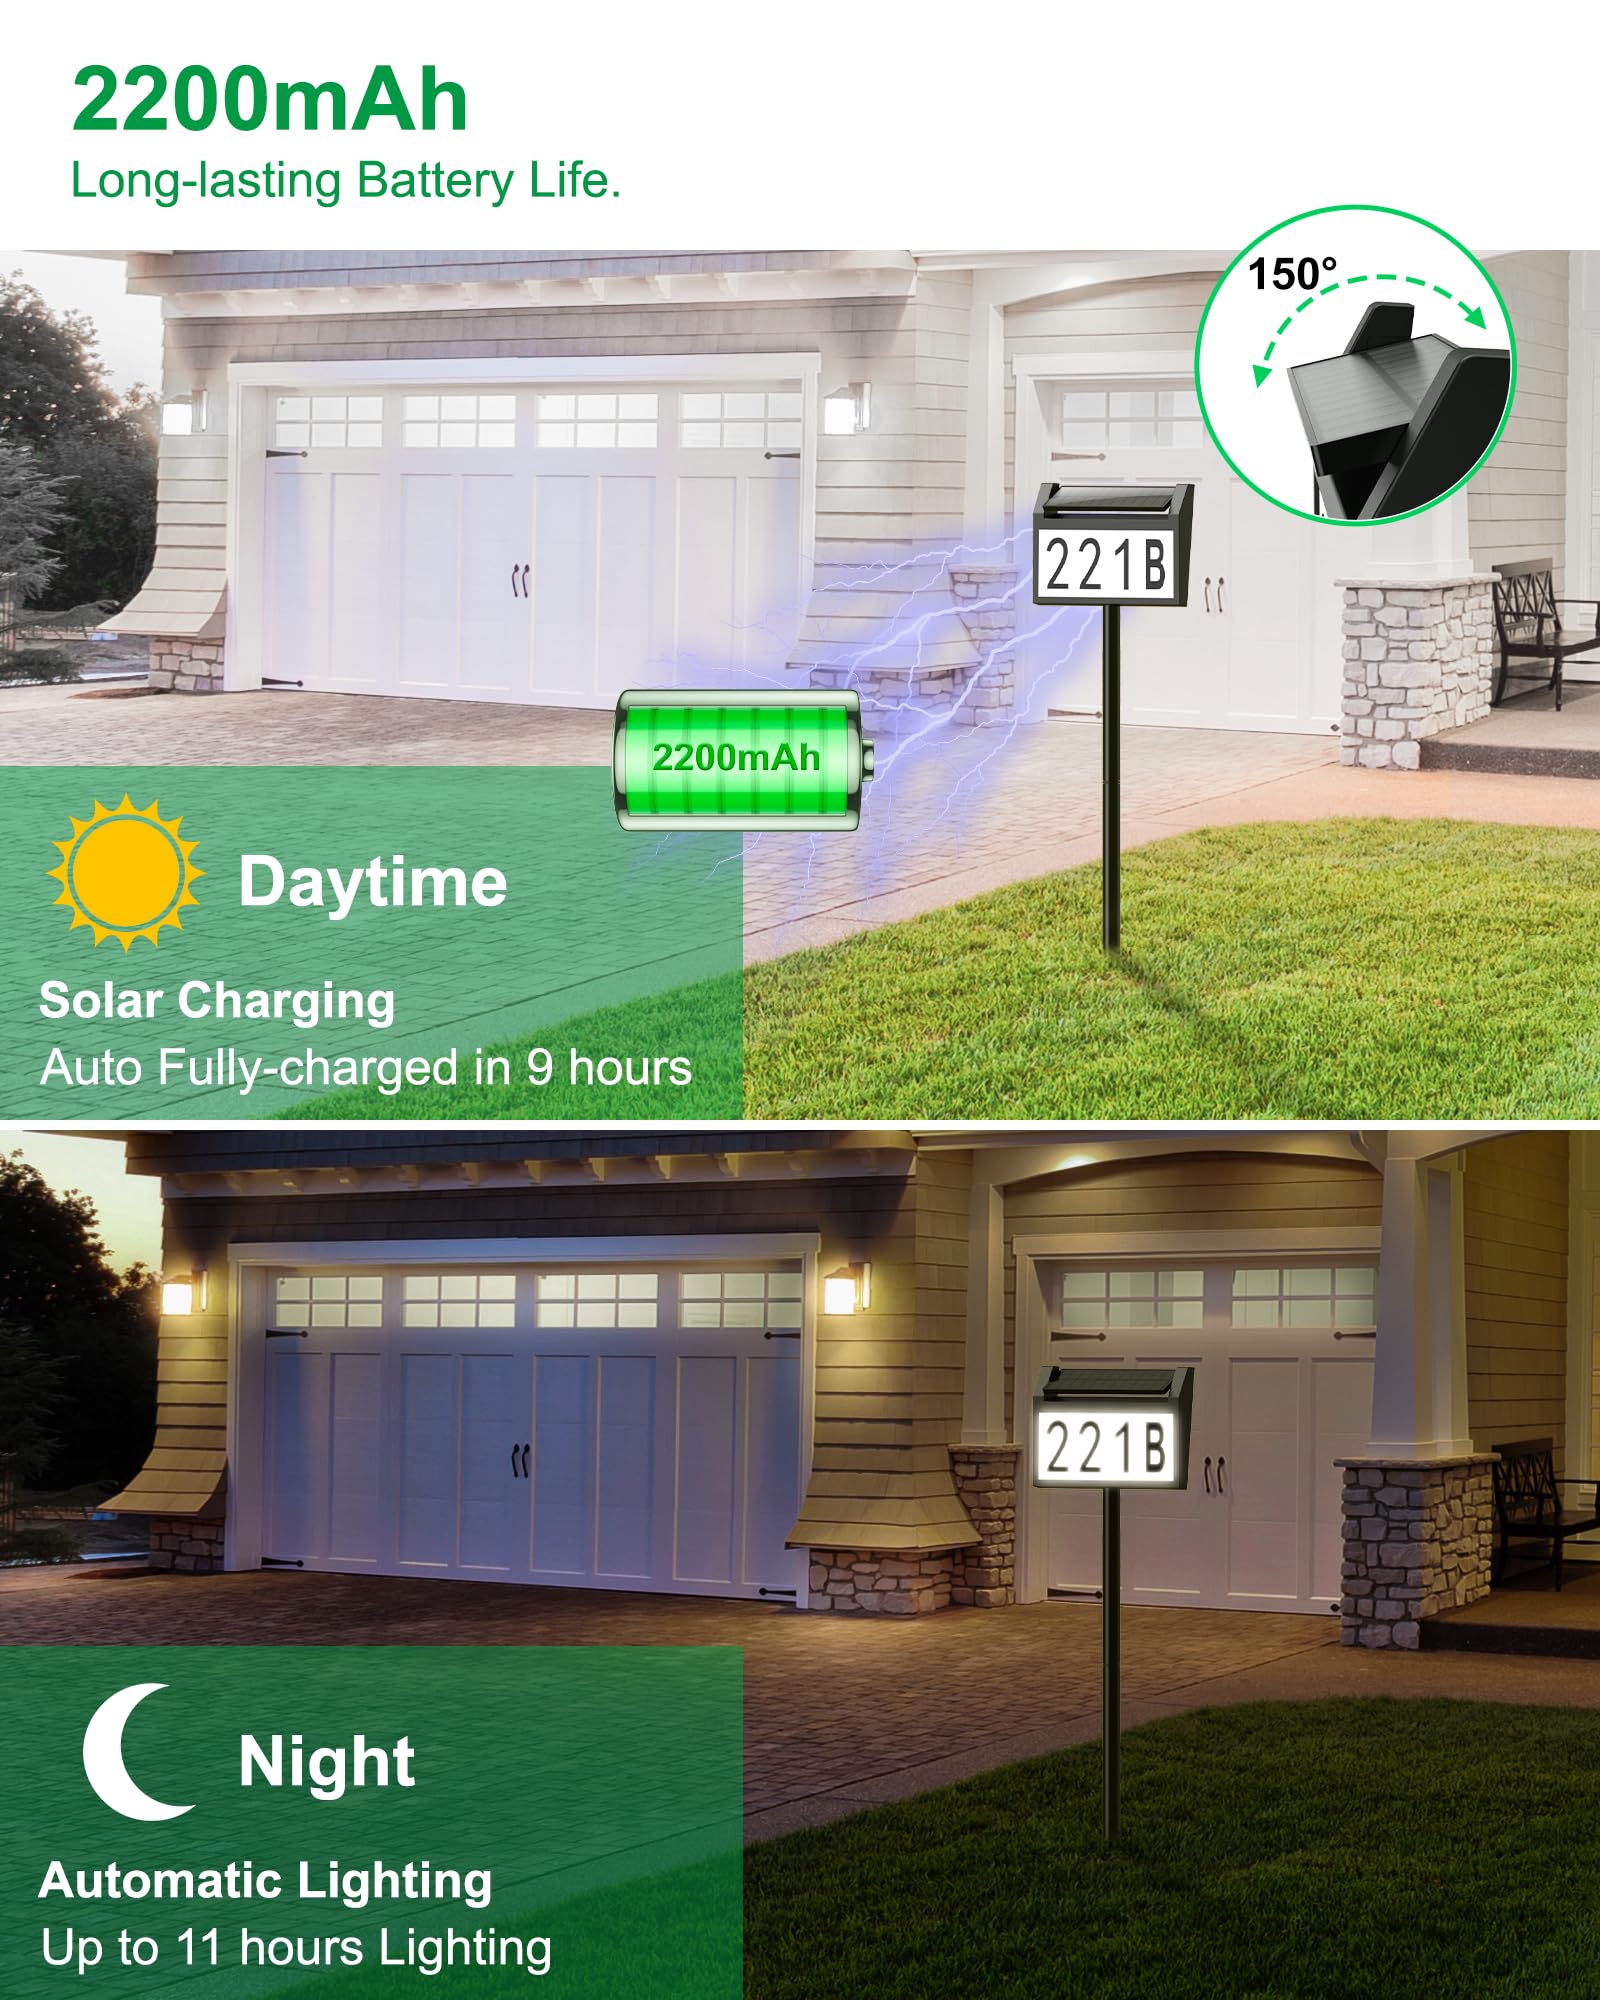 2200mAh
Long-lasting Battery Life.
150°
221B
2200mAh
Daytime
Solar Charging
Auto Fully-charged in 9 hours
221B
Night
Automatic Lighting
Up to 11 hours Lighting